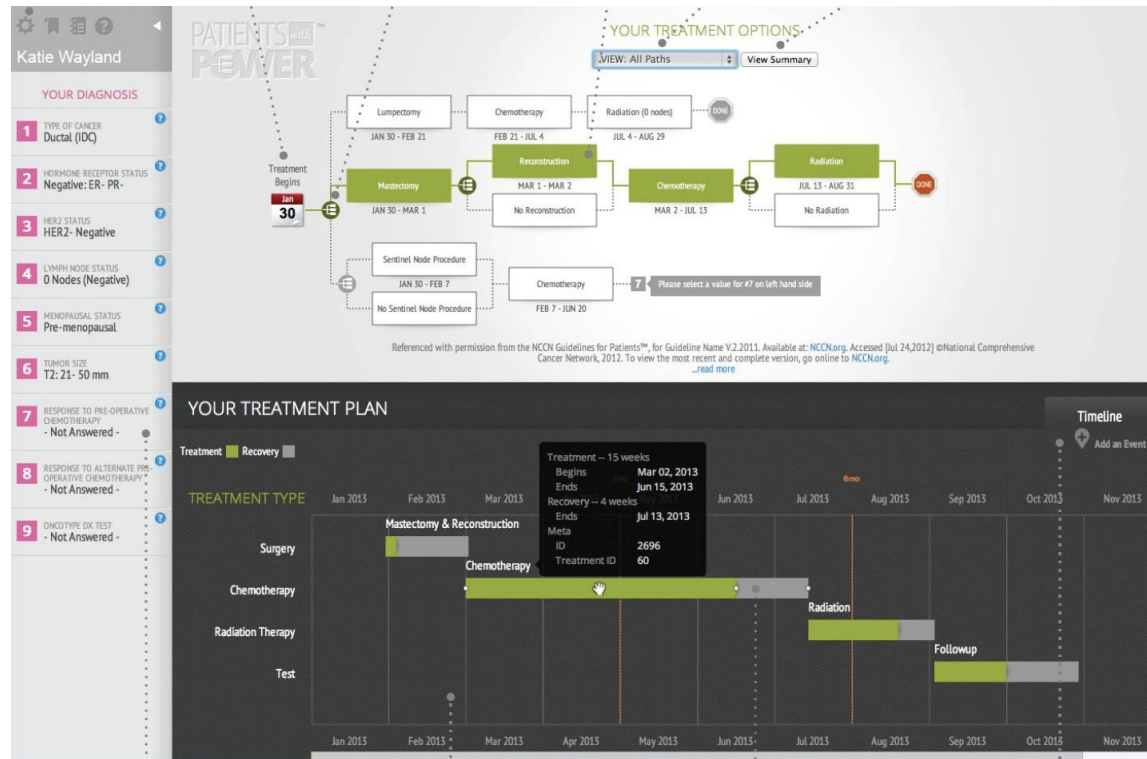 Katie Wayland
YOUR DIAGNOSIS
1
TYPE OF CANCER
Ductal (IDC)
2
HORMONE RECEPTOR STATUS
Negative: ER- PR-
3
HER2 STATUS
HER2- Negative
4
LYMPH NODE STATUS
0 Nodes (Negative)
5
MENOPAUSAL STATUS
Pre-menopausal
6
TUMOR SIZE
T2: 21- 50 mm
7
RESPONSE TO PRE-OPERATIVE
CHEMOTHERAPY
- Not Answered -
8
RESPONSE TO ALTERNATE PRE-
OPERATIVE CHEMOTHERAPY
- Not Answered -
9
ONCOTYPE DX TEST
- Not Answered -
PATIENTS with ™
POWER
YOUR TREATMENT OPTIONS
VIEW: All Paths
View Summary
Lumpectomy
Chemotherapy
Radiation (0 nodes)
DONE
JAN 30 - FEB 21
FEB 21 - JUL 4
JUL 4 - AUG 29
Treatment
Begins
Jan
30
Mastectomy
JAN 30 - MAR 1
Reconstruction
MAR 1 - MAR 2
No Reconstruction
Chemotherapy
MAR 2 - JUL 13
Radiation
JUL 13 - AUG 31
No Radiation
DONE
Sentinel Node Procedure
JAN 30 - FEB 7
No Sentinel Node Procedure
Chemotherapy
FEB 7 - JUN 20
7
Please select a value for #7 on left hand side
Referenced with permission from the NCCN Guidelines for Patients™, for Guideline Name V.2.2011. Available at: NCCN.org. Accessed [Jul 24,2012] ©National Comprehensive
Cancer Network, 2012. To view the most recent and complete version, go online to NCCN.org.
...read more
YOUR TREATMENT PLAN
Timeline
Add an Event
Treatment
Recovery
TREATMENT TYPE
Jan 2013 Feb 2013 Mar 2013 Jun 2013 Jul 2013 Aug 2013 Sep 2013 Oct 2013 Nov 2013
6mo
Treatment -- 15 weeks
Begins Mar 02, 2013
Ends Jun 15, 2013
Recovery -- 4 weeks
Ends Jul 13, 2013
Meta
ID 2696
Treatment ID 60
Surgery
Mastectomy & Reconstruction
Chemotherapy
Chemotherapy
Radiation Therapy
Radiation
Test
Followup
Jan 2013 Feb 2013 Mar 2013 Apr 2013 May 2013 Jun 2013 Jul 2013 Aug 2013 Sep 2013 Oct 2013 Nov 2013